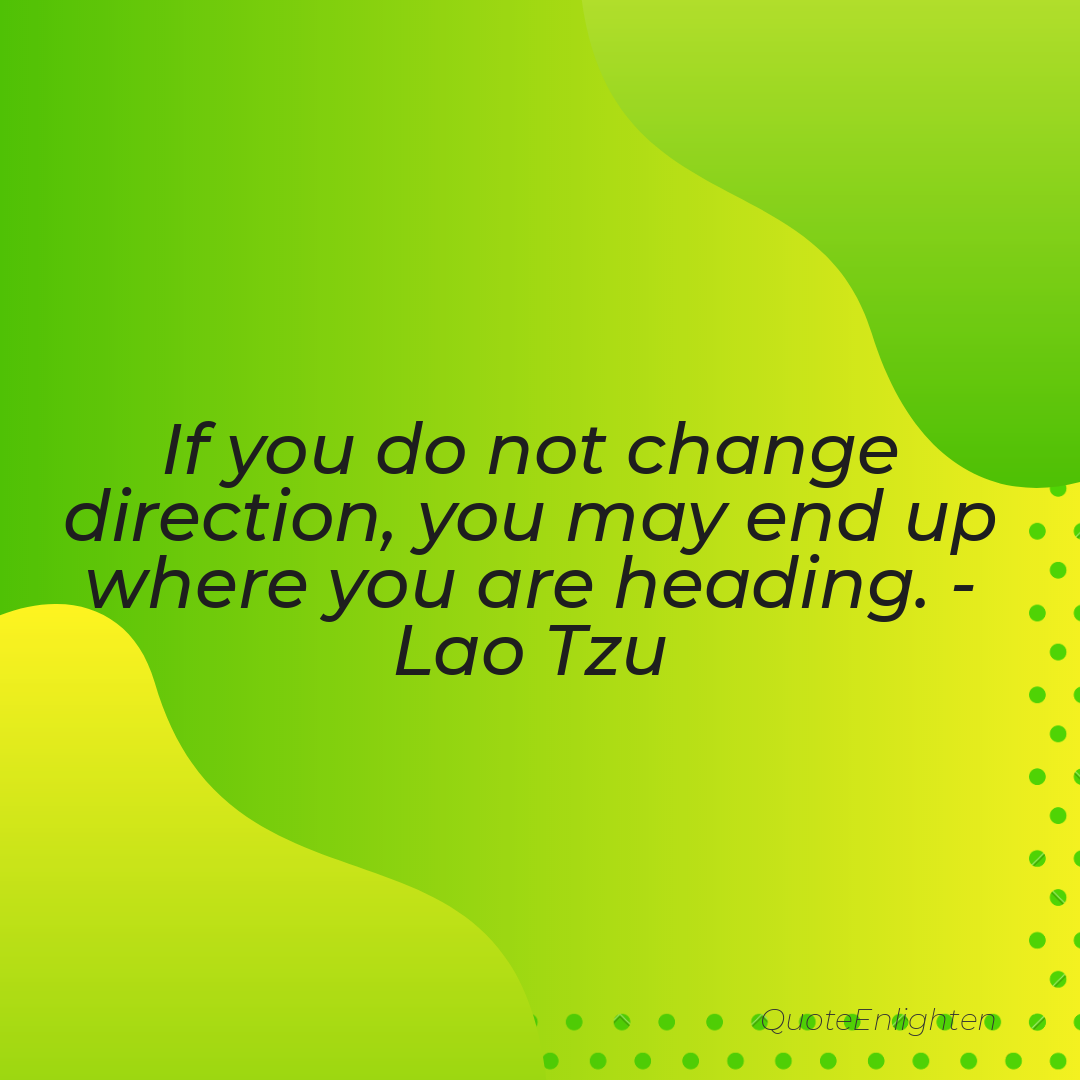 If you do not change
direction, you may end up
where you are heading. -
Lao Tzu
QuoteEnlighten